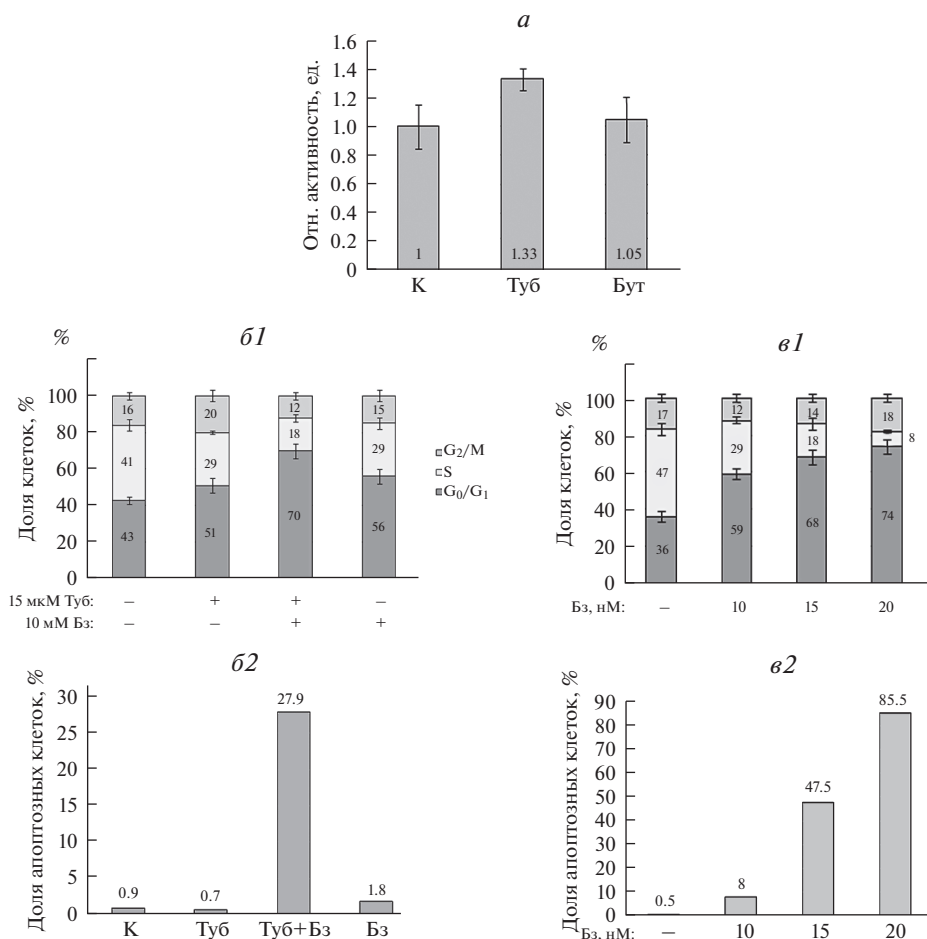 а
Отн. активность, ед.
1.6
1.4
1.2
1.0
0.8
0.6
0.4
0.2
0
1 1.33 1.05
К Туб Бут
% б1
Доля клеток, %
100
80
60
40
20
0
16 20 12 15
41 29 18 29
43 51 70 56
G2/M
S
G0/G1
15 мкМ Туб: – + + –
10 мМ Бз: – – + +
% в1
Доля клеток, %
100
80
60
40
20
0
17 12 14 18
47 29 18 8
36 59 68 74
Бз, нМ: – 10 15 20
б2
Доля апоптозных клеток, %
30
25
20
15
10
5
0
0.9 0.7 27.9 1.8
К Туб Туб+Бз Бз
в2
Доля апоптозных клеток, %
90
80
70
60
50
40
30
20
10
0
0.5 8 47.5 85.5
Бз, нМ: – 10 15 20